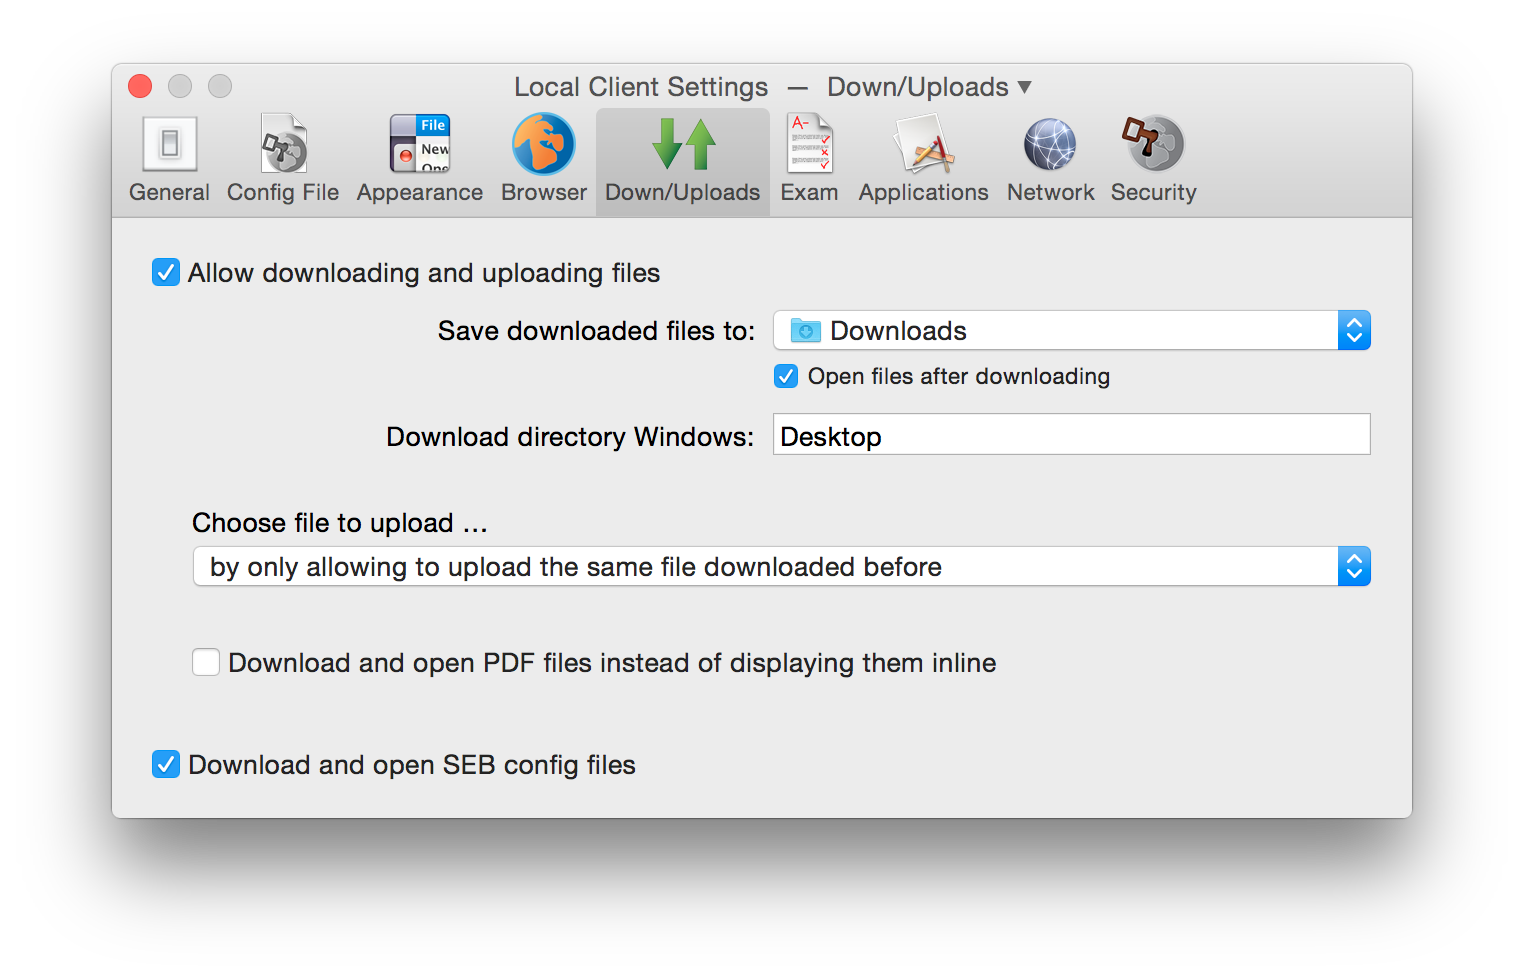 Local Client Settings — Down/Uploads ▼
File
New
A-
General Config File Appearance Browser Down/Uploads Exam Applications Network Security
Allow downloading and uploading files
Save downloaded files to: Downloads
Open files after downloading
Download directory Windows: Desktop
Choose file to upload ...
by only allowing to upload the same file downloaded before
Download and open PDF files instead of displaying them inline
Download and open SEB config files